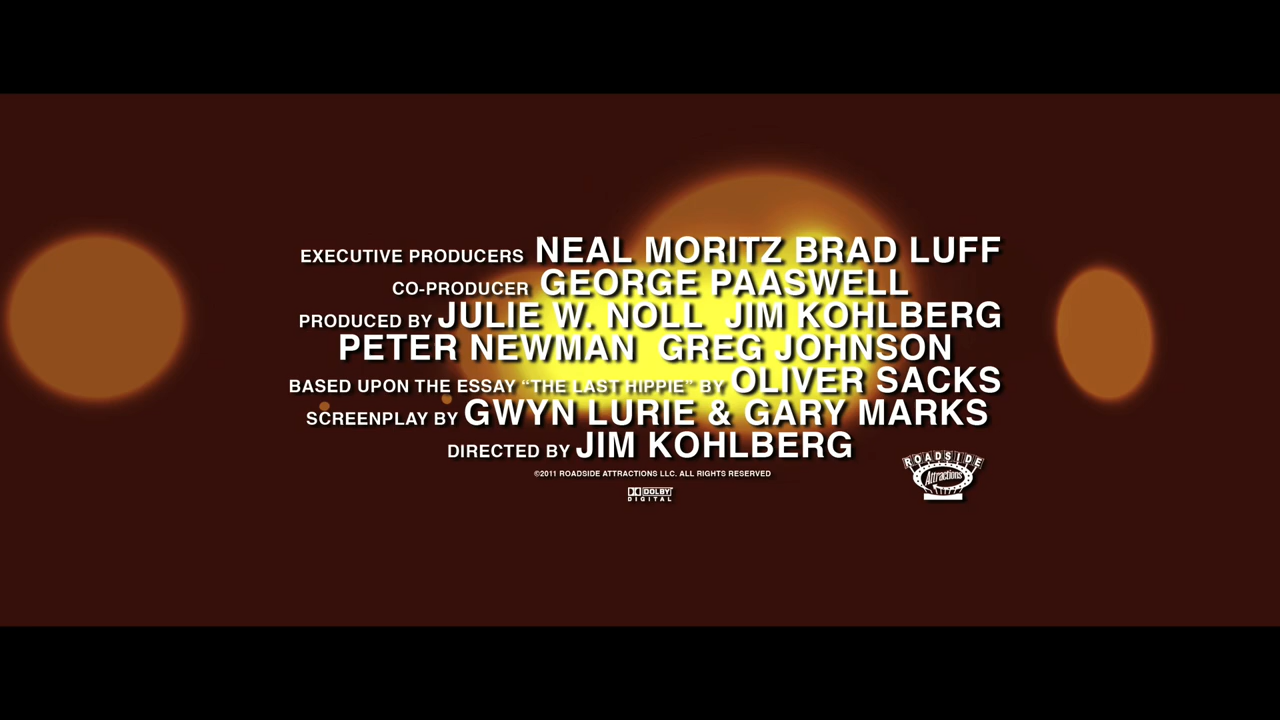 EXECUTIVE PRODUCERS NEAL MORITZ BRAD LUFF
CO-PRODUCER GEORGE PAASWELL
PRODUCED BY JULIE W. NOLL JIM KOHLBERG
PETER NEWMAN GREG JOHNSON
BASED UPON THE ESSAY “THE LAST HIPPIE” BY OLIVER SACKS
SCREENPLAY BY GWYN LURIE & GARY MARKS
DIRECTED BY JIM KOHLBERG
ROADSIDE
Attractions
©2011 ROADSIDE ATTRACTIONS LLC. ALL RIGHTS RESERVED
DOLBY
DIGITAL